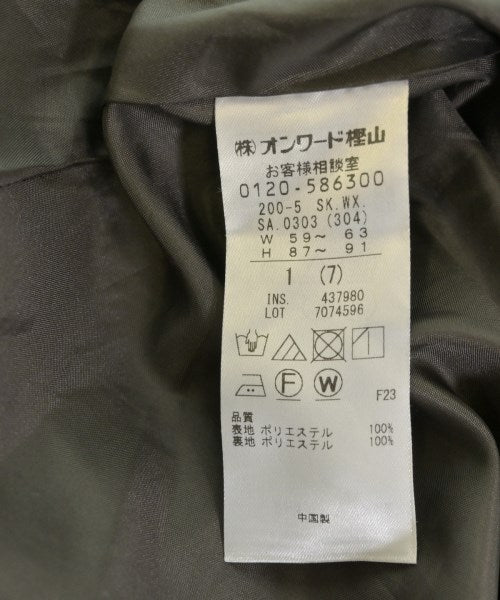 ㈱オンワード樫山
お客様相談室
0120-586300
200-5 SK.WX.
SA.0303 (304)
W 59～ 63
H 87～ 91
1 (7)
INS. 437980
LOT 7074596
F W
F23
品質
表地 ポリエステル 100%
裏地 ポリエステル 100%
中国製